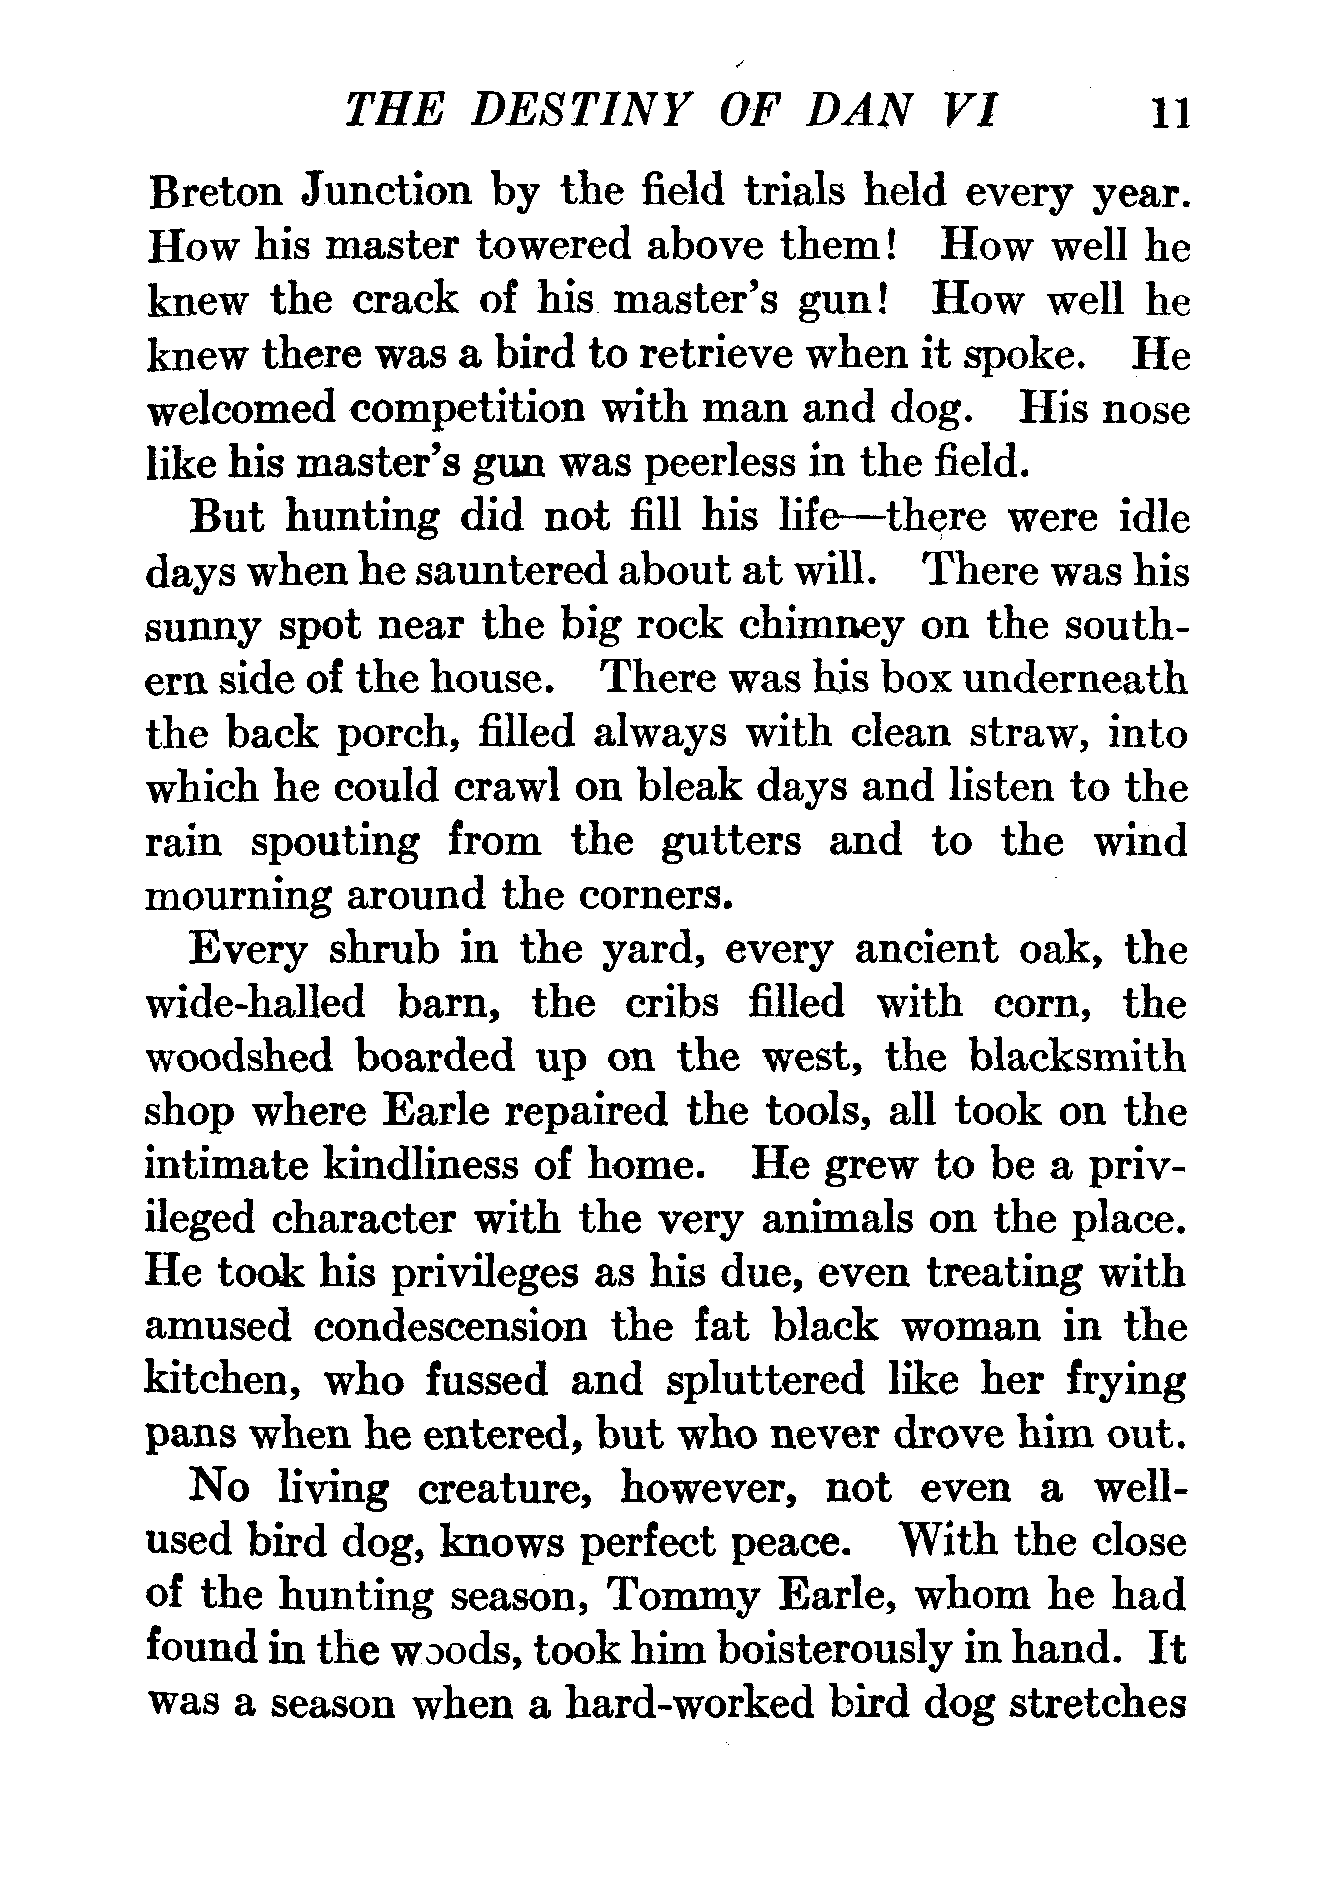 THE DESTINY OF DAN VI 11
Breton Junction by the field trials held every year.
How his master towered above them! How well he
knew the crack of his master's gun! How well he
knew there was a bird to retrieve when it spoke. He
welcomed competition with man and dog. His nose
like his master's gun was peerless in the field.
But hunting did not fill his life—there were idle
days when he sauntered about at will. There was his
sunny spot near the big rock chimney on the south-
ern side of the house. There was his box underneath
the back porch, filled always with clean straw, into
which he could crawl on bleak days and listen to the
rain spouting from the gutters and to the wind
mourning around the corners.
Every shrub in the yard, every ancient oak, the
wide-halled barn, the cribs filled with corn, the
woodshed boarded up on the west, the blacksmith
shop where Earle repaired the tools, all took on the
intimate kindliness of home. He grew to be a priv-
ileged character with the very animals on the place.
He took his privileges as his due, even treating with
amused condescension the fat black woman in the
kitchen, who fussed and spluttered like her frying
pans when he entered, but who never drove him out.
No living creature, however, not even a well-
used bird dog, knows perfect peace. With the close
of the hunting season, Tommy Earle, whom he had
found in the woods, took him boisterously in hand. It
was a season when a hard-worked bird dog stretches